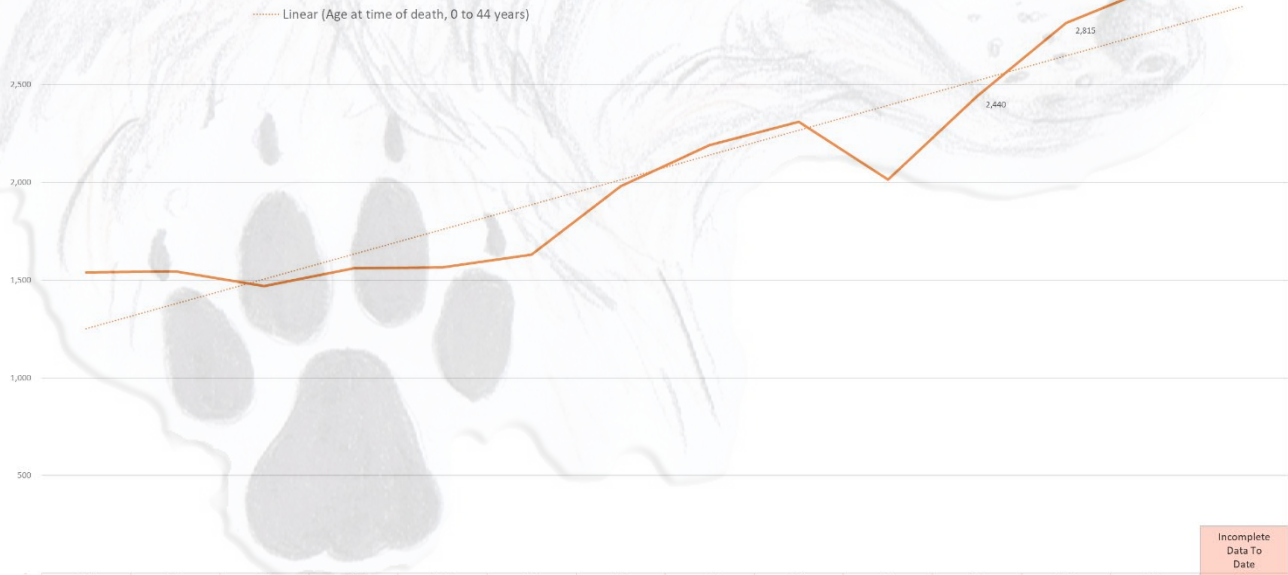 Linear (Age at time of death, 0 to 44 years)
2,815
2,500
2,440
2,000
1,500
1,000
500
Incomplete
Data To
Date